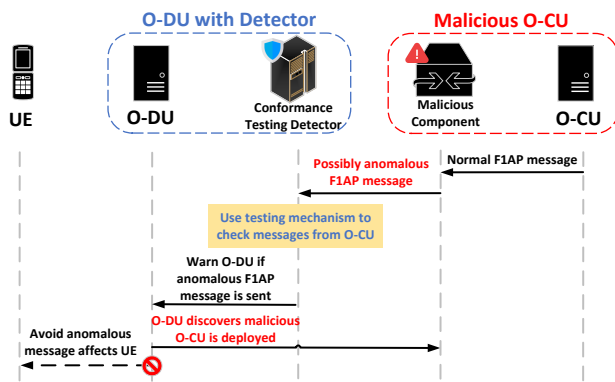 O-DU with Detector
Malicious O-CU
UE
O-DU
Conformance
Testing Detector
Malicious
Component
O-CU
Normal F1AP message
Possibly anomalous
F1AP message
Use testing mechanism to
check messages from O-CU
Warn O-DU if
anomalous F1AP
message is sent
O-DU discovers malicious
O-CU is deployed
Avoid anomalous
message affects UE